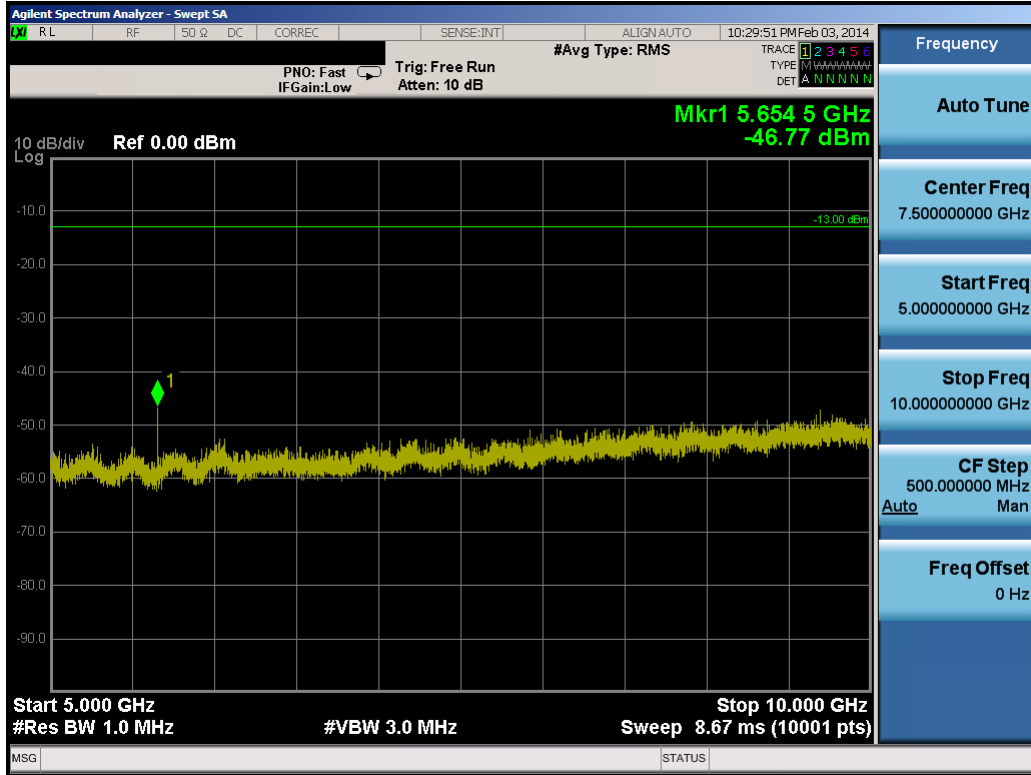 Agilent Spectrum Analyzer - Swept SA
LXI RL RF 50 Ω DC CORREC SENSE:INT ALIGN AUTO 10:29:51 PM Feb 03, 2014
PNO: Fast
IFGain:Low
Trig: Free Run
Atten: 10 dB
#Avg Type: RMS
TRACE 1 2 3 4 5 6
TYPE M WWWWW
DET A N N N N N
Mkr1 5.654 5 GHz
-46.77 dBm
10 dB/div
Log
Ref 0.00 dBm
-10.0
-13.00 dBm
-20.0
-30.0
-40.0
1
-50.0
-60.0
-70.0
-80.0
-90.0
Start 5.000 GHz
Stop 10.000 GHz
#Res BW 1.0 MHz
#VBW 3.0 MHz
Sweep 8.67 ms (10001 pts)
MSG
STATUS
Frequency
Auto Tune
Center Freq
7.500000000 GHz
Start Freq
5.000000000 GHz
Stop Freq
10.000000000 GHz
CF Step
500.000000 MHz
Auto Man
Freq Offset
0 Hz